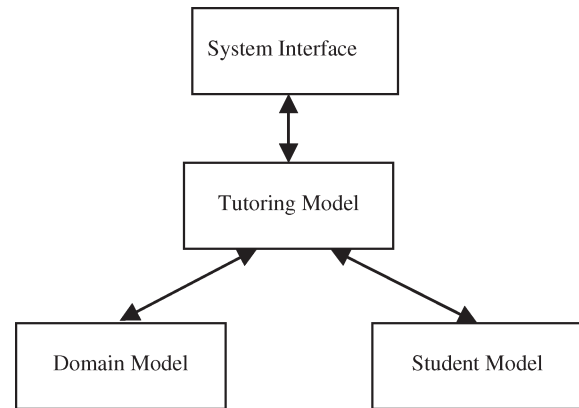 System Interface
Tutoring Model
Domain Model
Student Model